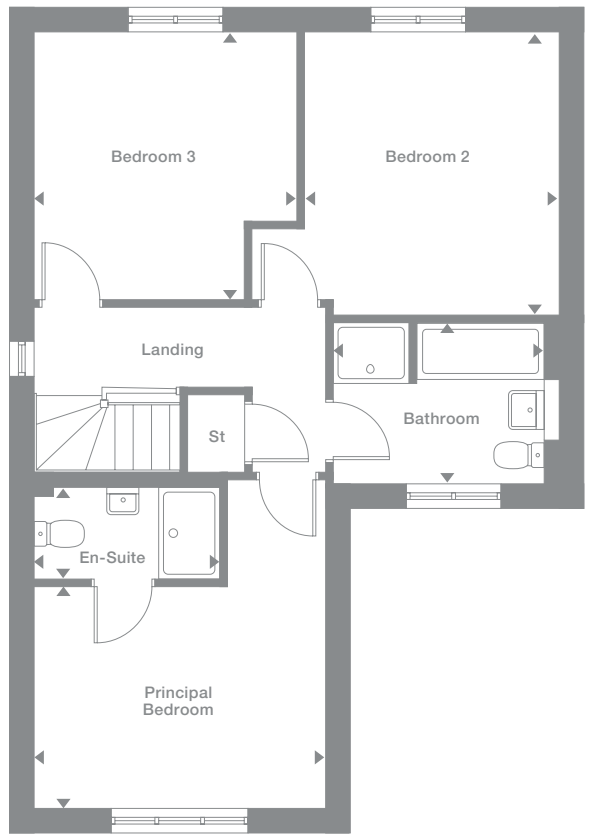 Bedroom 3
Bedroom 2
Landing
St
Bathroom
En-Suite
Principal
Bedroom